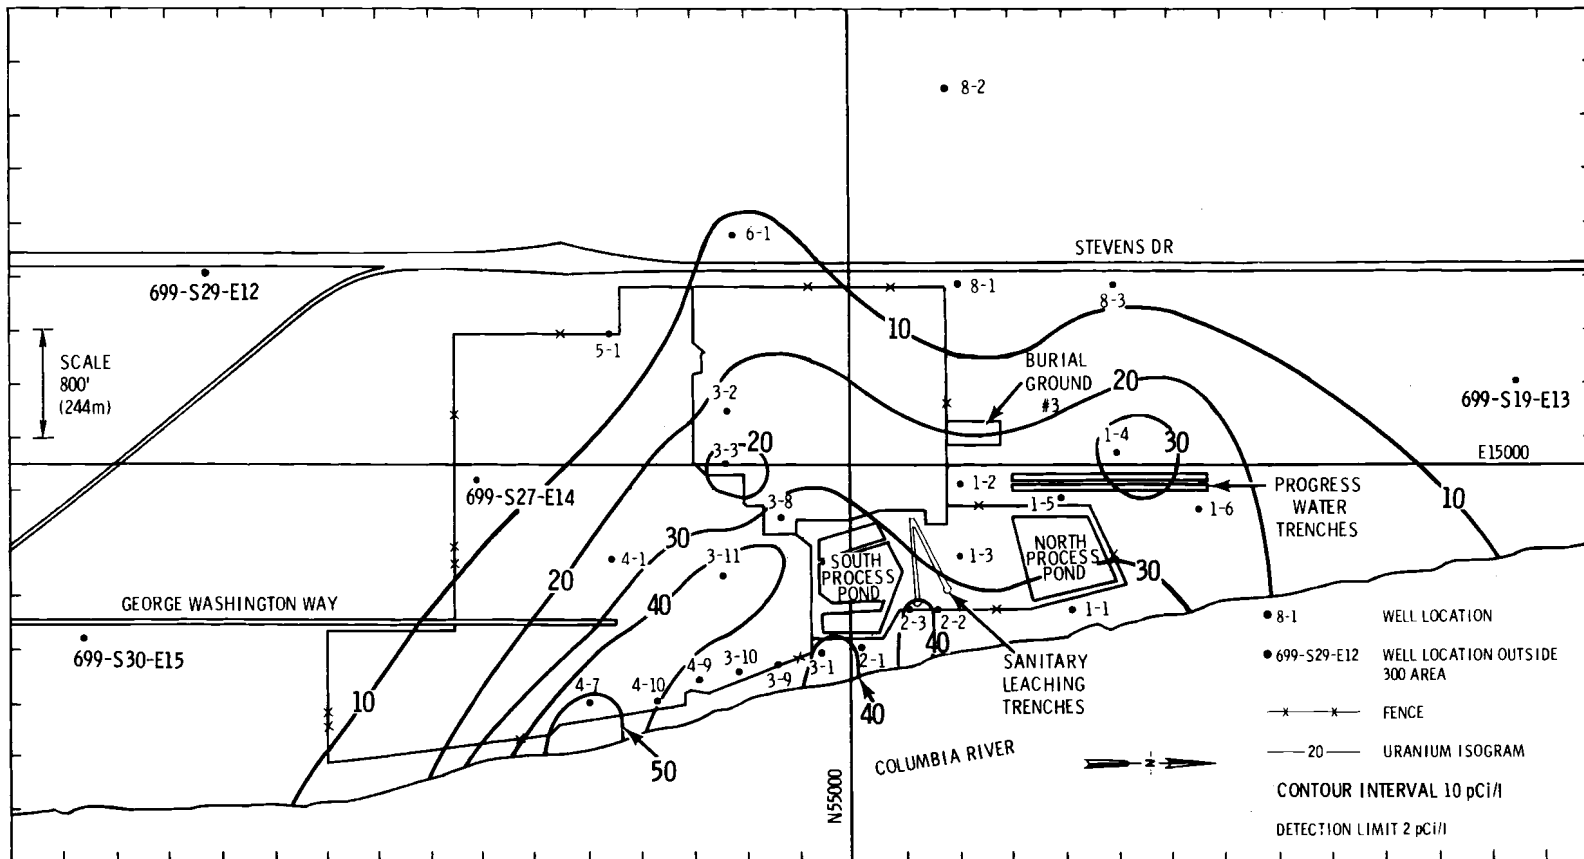 8-2
6-1
STEVENS DR
699-S29-E12
8-1
8-3
10
5-1
SCALE
800'
(244m)
BURIAL
GROUND
#3
20
3-2
699-S19-E13
1-4
30
3-3
20
E15000
699-S27-E14
1-2
PROGRESS
WATER
TRENCHES
10
1-5
1-6
3-8
30
4-1
3-11
SOUTH
PROCESS
POND
1-3
NORTH
PROCESS
POND
30
20
40
GEORGE WASHINGTON WAY
2-3
2-2
1-1
8-1 WELL LOCATION
699-S30-E15
40
4-9
3-10
3-9
3-1
2-1
SANITARY
LEACHING
TRENCHES
699-S29-E12 WELL LOCATION OUTSIDE
300 AREA
4-7
4-10
10
40
FENCE
50
COLUMBIA RIVER
20 URANIUM ISOGRAM
N
N55000
CONTOUR INTERVAL 10 pCi/l
DETECTION LIMIT 2 pCi/l